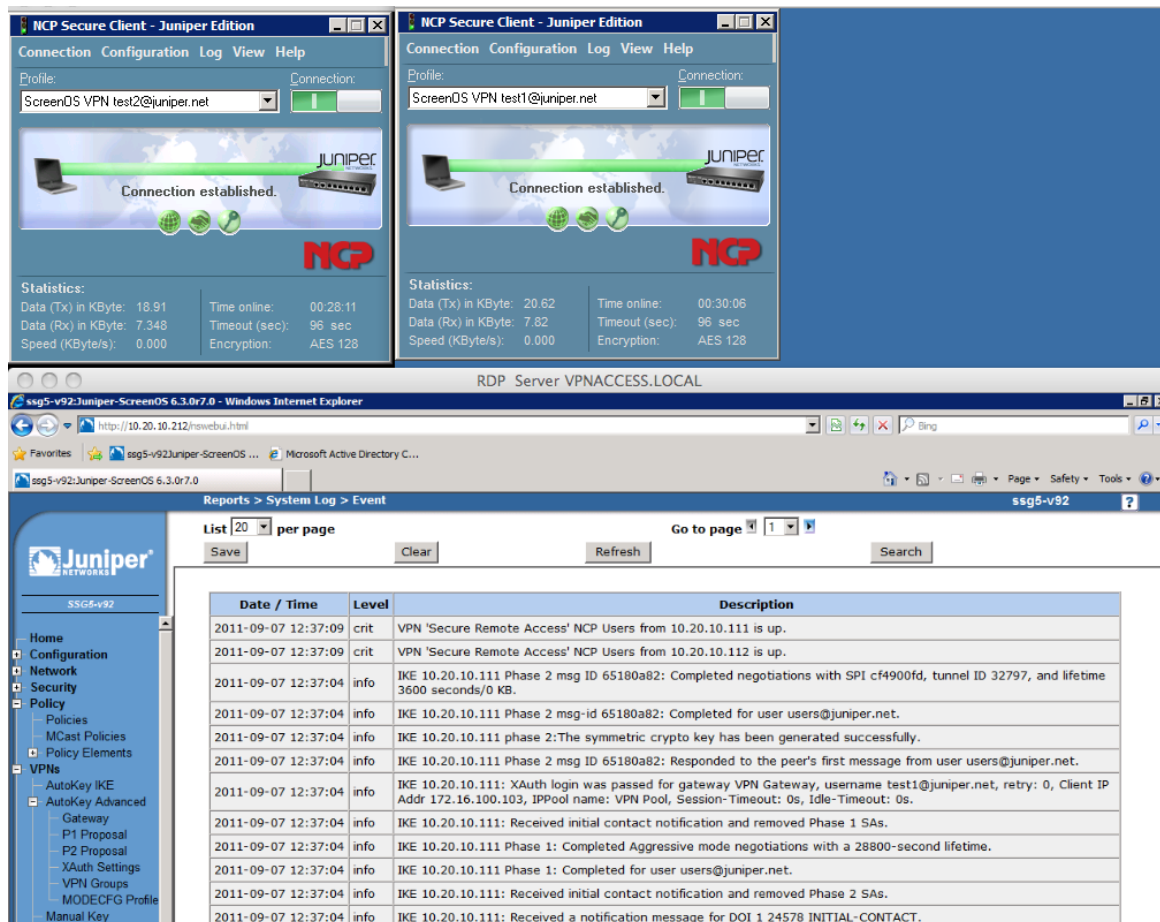 NCP Secure Client - Juniper Edition
Connection Configuration Log View Help
Profile: Connection:
ScreenOS VPN test2@juniper.net
JUNIPER
NETWORKS
Connection established.
NCP
Statistics:
Data (Tx) in KByte: 18.91 Time online: 00:28:11
Data (Rx) in KByte: 7.348 Timeout (sec): 96 sec
Speed (KByte/s): 0.000 Encryption: AES 128
NCP Secure Client - Juniper Edition
Connection Configuration Log View Help
Profile: Connection:
ScreenOS VPN test1@juniper.net
JUNIPER
NETWORKS
Connection established.
NCP
Statistics:
Data (Tx) in KByte: 20.62 Time online: 00:30:06
Data (Rx) in KByte: 7.82 Timeout (sec): 96 sec
Speed (KByte/s): 0.000 Encryption: AES 128
RDP Server VPNACCESS.LOCAL
ssg5-v92:Juniper-ScreenOS 6.3.0r7.0 - Windows Internet Explorer
http://10.20.10.212/nswebui.html Bing
Favorites ssg5-v92Juniper-ScreenOS ... Microsoft Active Directory C...
ssg5-v92:Juniper-ScreenOS 6.3.0r7.0 Page Safety Tools
Reports > System Log > Event ssg5-v92 ?
List 20 per page Go to page 1
Save Clear Refresh Search
Juniper
NETWORKS
SSG5-v92
Home
Configuration
Network
Security
Policy
Policies
MCast Policies
Policy Elements
VPNs
AutoKey IKE
AutoKey Advanced
Gateway
P1 Proposal
P2 Proposal
XAuth Settings
VPN Groups
MODECFG Profile
Manual Key
Date / Time Level Description
2011-09-07 12:37:09 crit VPN 'Secure Remote Access' NCP Users from 10.20.10.111 is up.
2011-09-07 12:37:09 crit VPN 'Secure Remote Access' NCP Users from 10.20.10.112 is up.
2011-09-07 12:37:04 info IKE 10.20.10.111 Phase 2 msg ID 65180a82: Completed negotiations with SPI cf4900fd, tunnel ID 32797, and lifetime
3600 seconds/0 KB.
2011-09-07 12:37:04 info IKE 10.20.10.111 Phase 2 msg-id 65180a82: Completed for user users@juniper.net.
2011-09-07 12:37:04 info IKE 10.20.10.111 phase 2:The symmetric crypto key has been generated successfully.
2011-09-07 12:37:04 info IKE 10.20.10.111 Phase 2 msg ID 65180a82: Responded to the peer's first message from user users@juniper.net.
2011-09-07 12:37:04 info IKE 10.20.10.111: XAuth login was passed for gateway VPN Gateway, username test1@juniper.net, retry: 0, Client IP
Addr 172.16.100.103, IPPool name: VPN Pool, Session-Timeout: 0s, Idle-Timeout: 0s.
2011-09-07 12:37:04 info IKE 10.20.10.111: Received initial contact notification and removed Phase 1 SAs.
2011-09-07 12:37:04 info IKE 10.20.10.111 Phase 1: Completed Aggressive mode negotiations with a 28800-second lifetime.
2011-09-07 12:37:04 info IKE 10.20.10.111 Phase 1: Completed for user users@juniper.net.
2011-09-07 12:37:04 info IKE 10.20.10.111: Received initial contact notification and removed Phase 2 SAs.
2011-09-07 12:37:04 info IKE 10.20.10.111: Received a notification message for DOI 1 24578 INITIAL-CONTACT.